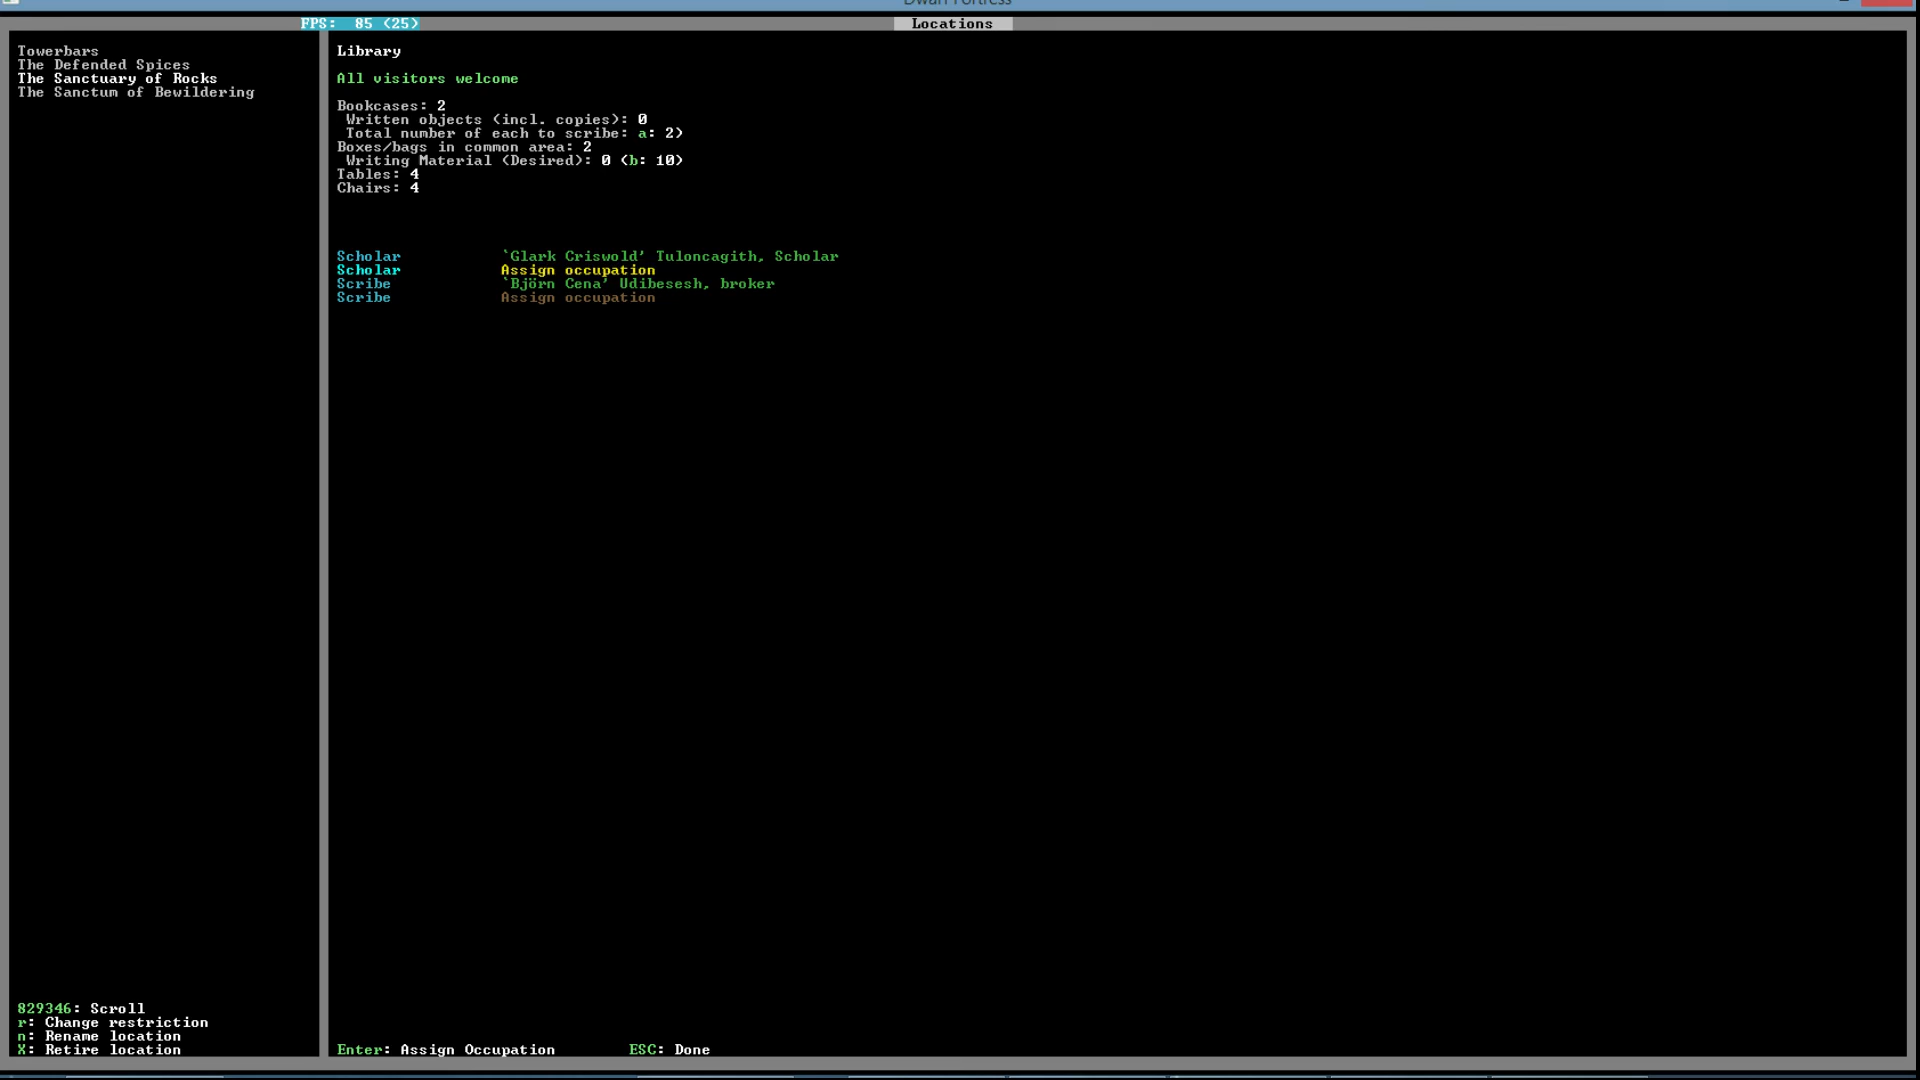 Dwarf Fortress
FPS: 85 (25)
Locations
Towerbars
The Defended Spices
The Sanctuary of Rocks
The Sanctum of Bewildering
Library
All visitors welcome
Bookcases: 2
Written objects (incl. copies): 0
Total number of each to scribe: a: 2)
Boxes/bags in common area: 2
Writing Material (Desired): 0 (b: 10)
Tables: 4
Chairs: 4
Scholar `Glark Criswold' Tuloncagith, Scholar
Scholar Assign occupation
Scribe `Björn Cena' Udibesesh, broker
Scribe Assign occupation
829346: Scroll
r: Change restriction
n: Rename location
X: Retire location
Enter: Assign Occupation ESC: Done